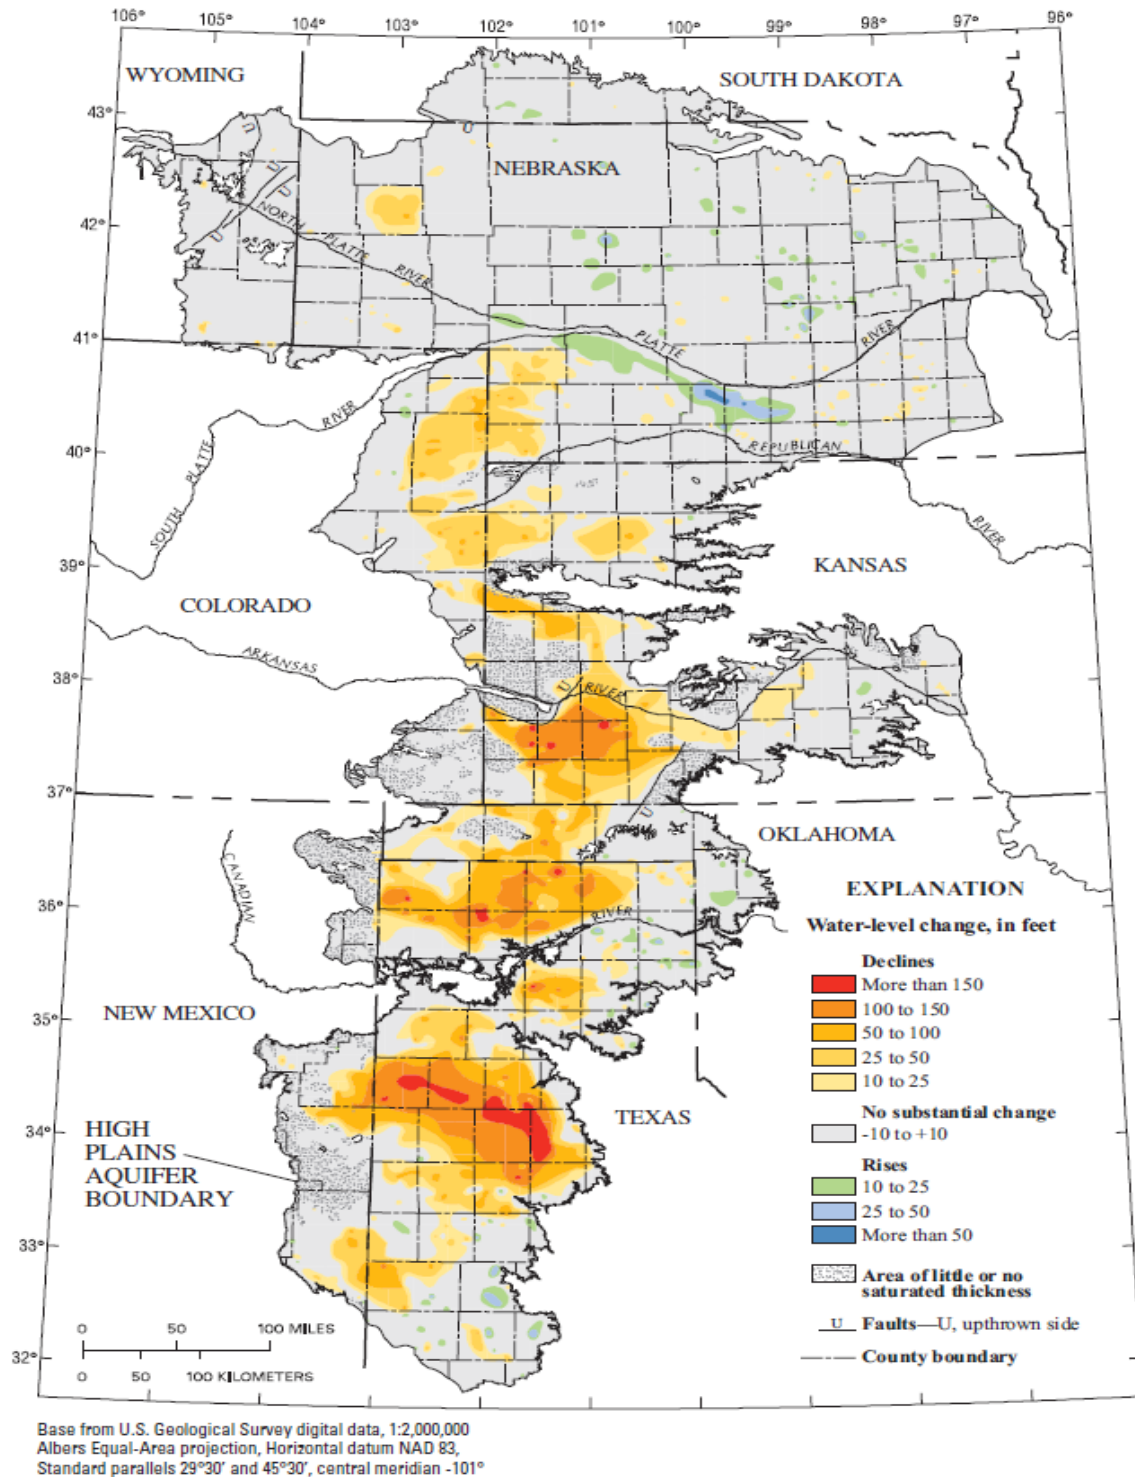 106° 105° 104° 103° 102° 101° 100° 99° 98° 97° 96°
WYOMING
SOUTH DAKOTA
43°
U
U
NEBRASKA
U
U
42°
NORTH PLATTE RIVER
U
41°
PLATTE RIVER
SOUTH PLATTE RIVER
40°
REPUBLICAN RIVER
39°
KANSAS
COLORADO
ARKANSAS RIVER
38°
U
37°
U
OKLAHOMA
CANADIAN RIVER
36°
NEW MEXICO
35°
TEXAS
34°
U
HIGH
PLAINS
AQUIFER
BOUNDARY
33°
32°
EXPLANATION
Water-level change, in feet
Declines
More than 150
100 to 150
50 to 100
25 to 50
10 to 25
No substantial change
-10 to +10
Rises
10 to 25
25 to 50
More than 50
Area of little or no
saturated thickness
U Faults—U, upthrown side
County boundary
0 50 100 MILES
0 50 100 KILOMETERS
Base from U.S. Geological Survey digital data, 1:2,000,000
Albers Equal-Area projection, Horizontal datum NAD 83,
Standard parallels 29°30' and 45°30', central meridian -101°